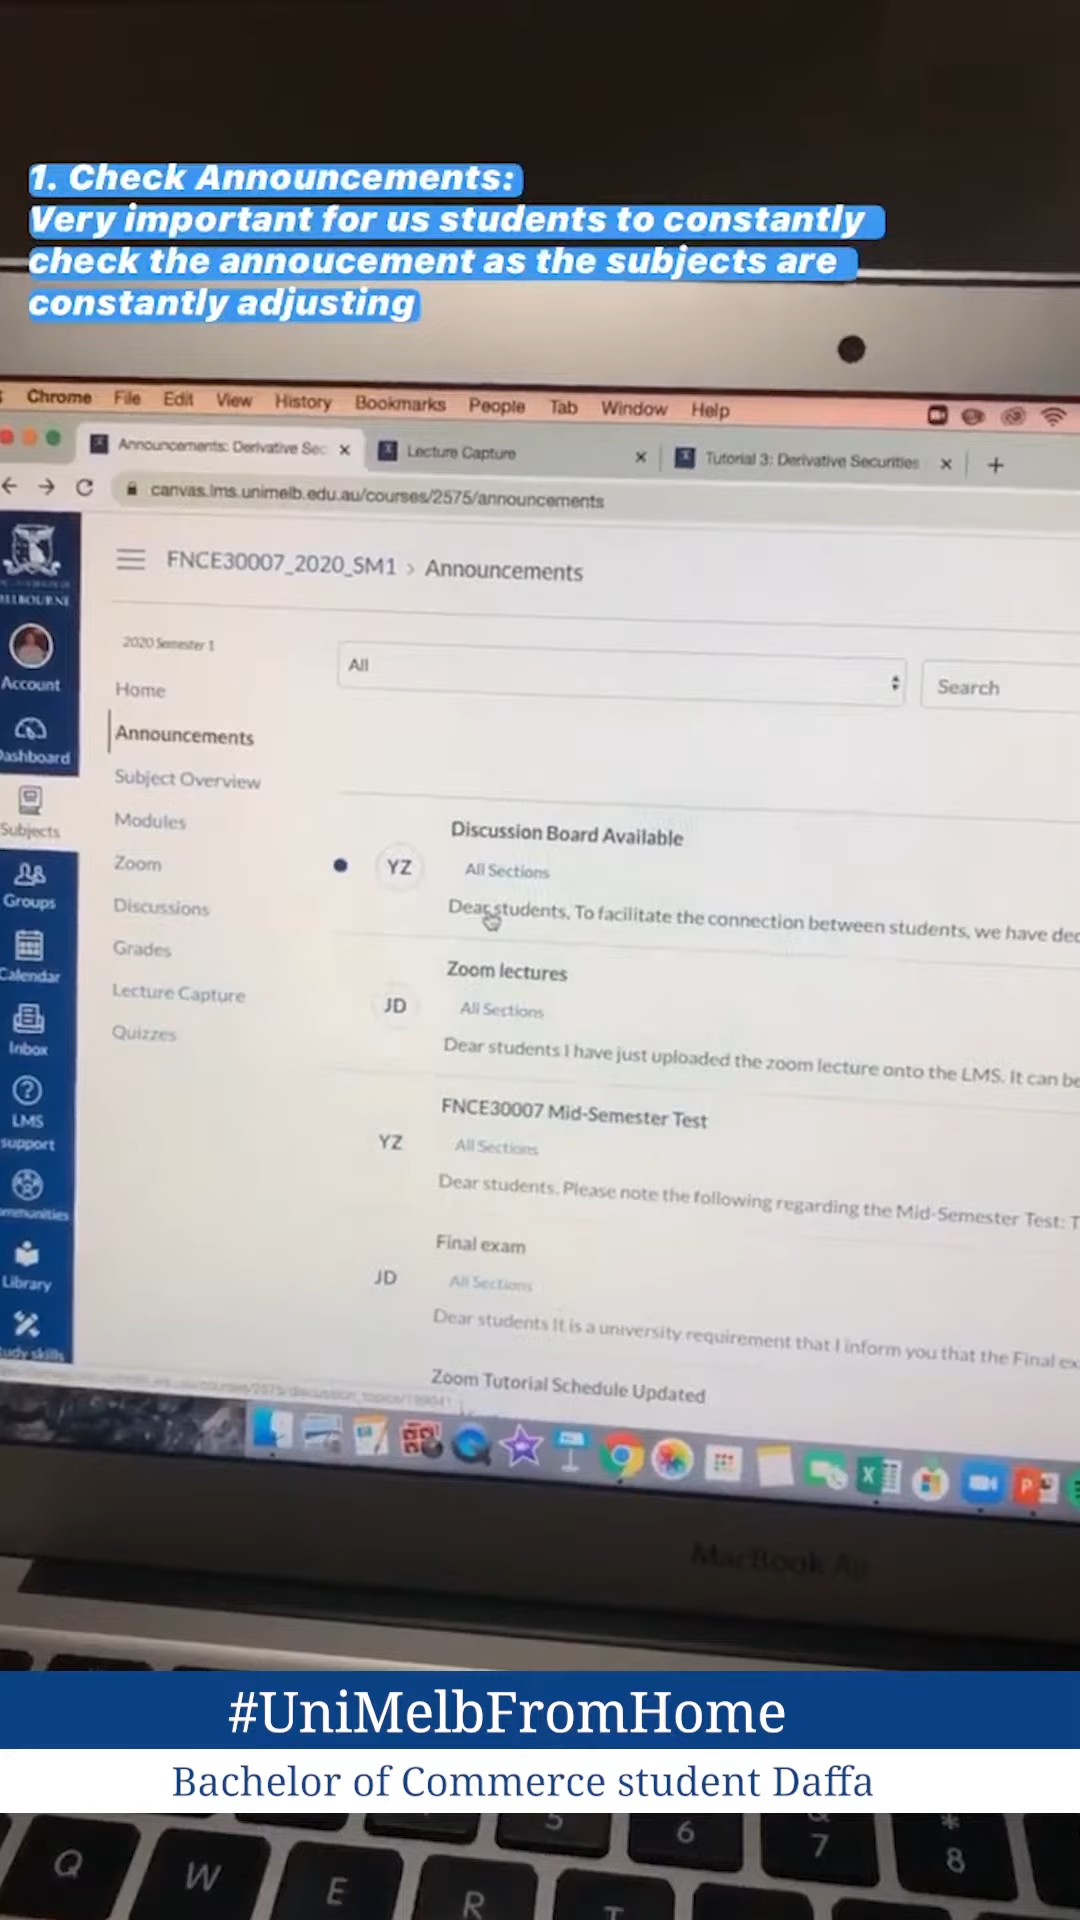 1. Check Announcements:
Very important for us students to constantly
check the annoucement as the subjects are
constantly adjusting
Chrome File Edit View History Bookmarks People Tab Window Help
Announcements: Derivative Sec
Lecture Capture
Tutorial 3: Derivative Securities
canvas.lms.unimelb.edu.au/courses/2575/announcements
FNCE30007_2020_SM1 > Announcements
2020 Semester 1
All
Search
Account
Dashboard
Subjects
Groups
Calendar
Inbox
LMS
support
Library
Home
Announcements
Subject Overview
Modules
Zoom
Discussions
Grades
Lecture Capture
Quizzes
Discussion Board Available
YZ
All Sections
Dear students, To facilitate the connection between students, we have dec
Zoom lectures
JD
All Sections
Dear students I have just uploaded the zoom lecture onto the LMS. It can be
FNCE30007 Mid-Semester Test
YZ
All Sections
Dear students, Please note the following regarding the Mid-Semester Test: T
Final exam
JD
All Sections
Dear students It is a university requirement that I inform you that the Final ex
Zoom Tutorial Schedule Updated
MacBook Air
#UniMelbFromHome
Bachelor of Commerce student Daffa
5 6 7 * 8
Q W E R T